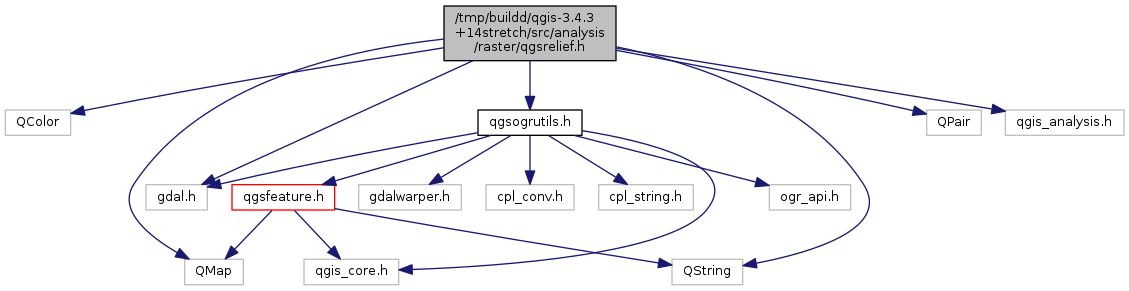 /tmp/buildd/qgis-3.4.3
+14stretch/src/analysis
/raster/qgsrelief.h
QColor
qgsogrutils.h
QPair
qgis_analysis.h
gdal.h
qgsfeature.h
gdalwarper.h
cpl_conv.h
cpl_string.h
ogr_api.h
QMap
qgis_core.h
QString